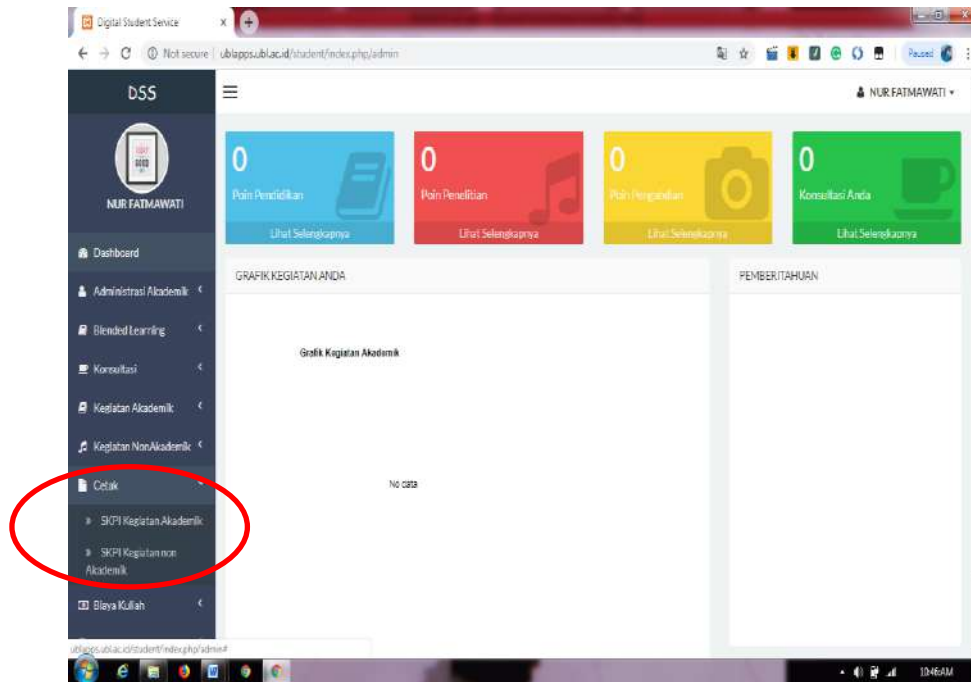 Digital Student Service
Not secure | ublapps.ubl.ac.id/student/index.php/admin
Paused
DSS
NUR FATMAWATI
NUR FATMAWATI
Dashboard
Administrasi Akademik
Blended Learning
Konsultasi
Kegiatan Akademik
Kegiatan NonAkademik
Cetak
SKPI Kegiatan Akademik
SKPI Kegiatan non
Akademik
Biaya Kuliah
0
Poin Pendidikan
Lihat Selengkapnya
0
Poin Penelitian
Lihat Selengkapnya
0
Poin Pengabdian
Lihat Selengkapnya
0
Konsultasi Anda
Lihat Selengkapnya
GRAFIK KEGIATAN ANDA
Grafik Kegiatan Akademik
No data
PEMBERITAHUAN
ublapps.ubl.ac.id/student/index.php/admin#
10:46 AM